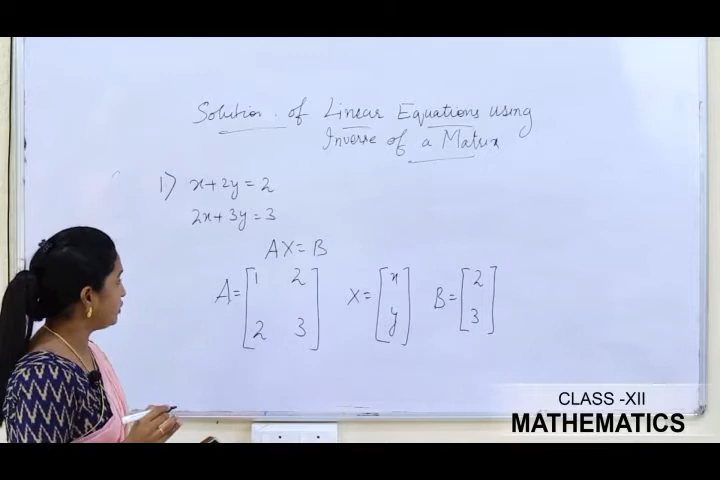 Solution of Linear Equations using
Inverse of a Matrix
1) x+2y=2
2x+3y=3
AX=B
A=[1 2
2 3] X=[x
y] B=[2
3]
CLASS -XII
MATHEMATICS